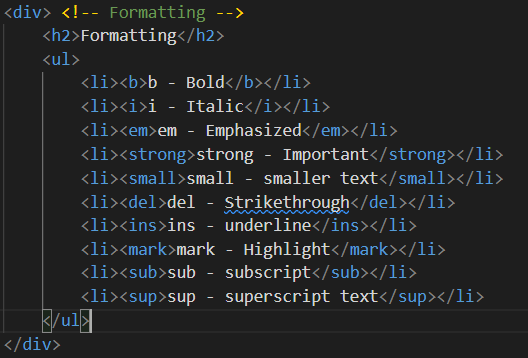 <div> <!-- Formatting -->
<h2>Formatting</h2>
<ul>
<li><b>b - Bold</b></li>
<li><i>i - Italic</i></li>
<li><em>em - Emphasized</em></li>
<li><strong>strong - Important</strong></li>
<li><small>small - smaller text</small></li>
<li><del>del - Strikethrough</del></li>
<li><ins>ins - underline</ins></li>
<li><mark>mark - Highlight</mark></li>
<li><sub>sub - subscript</sub></li>
<li><sup>sup - superscript text</sup></li>
</ul>
</div>